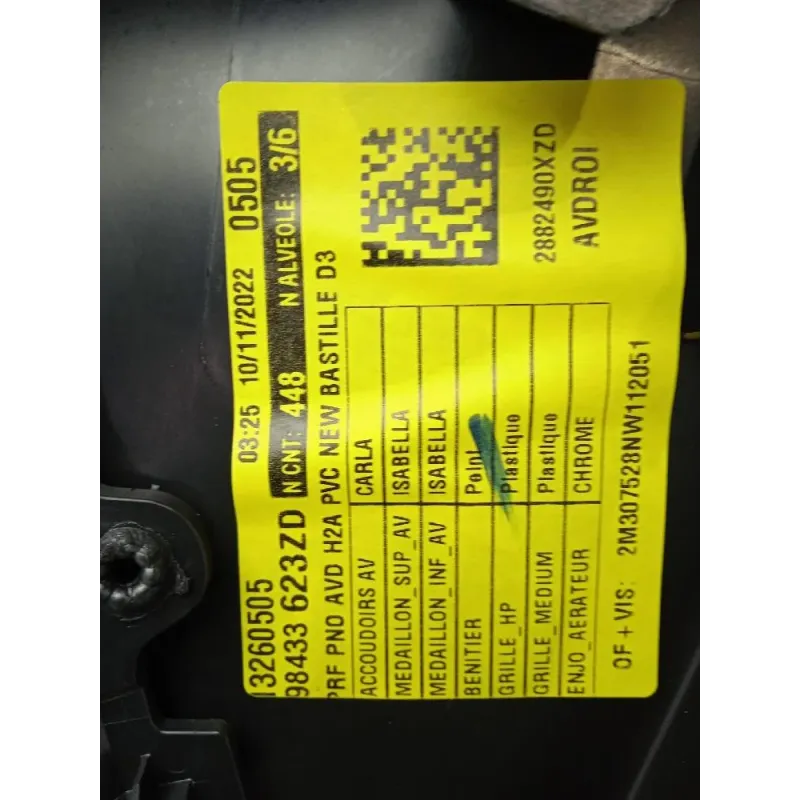 13260505 03:25 10/11/2022 0505
98433 623ZD N CNT: 448 N ALVEOLE: 3/6
PRF PNO AVD H2A PVC NEW BASTILLE D3
ACCOUDOIRS AV CARLA
MEDAILLON_SUP_AV ISABELLA
MEDAILLON_INF_AV ISABELLA
BENITIER Peint
GRILLE_HP Plastique
GRILLE_MEDIUM Plastique
ENJO_AERATEUR CHROME
2882490XZD
AVDROI
OF + VIS: 2M307528NW112051